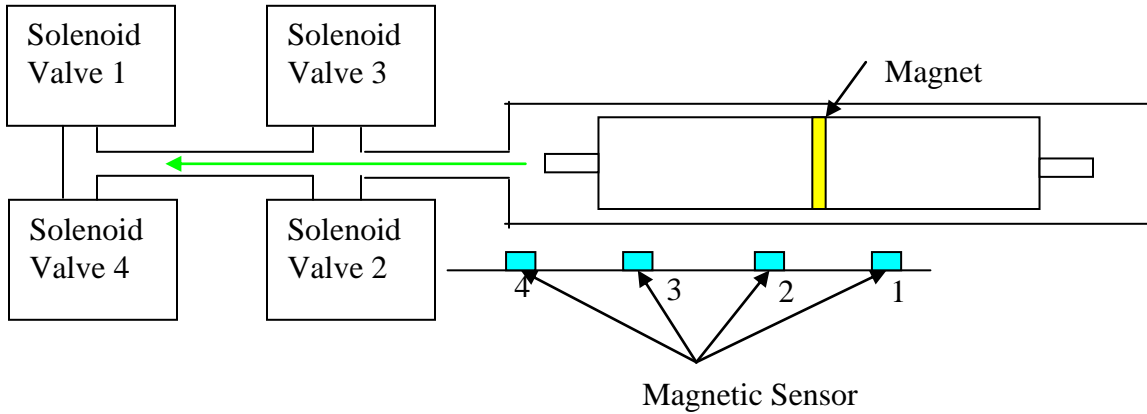 Solenoid
Valve 1
Solenoid
Valve 3
Magnet
Solenoid
Valve 4
Solenoid
Valve 2
4
3
2
1
Magnetic Sensor